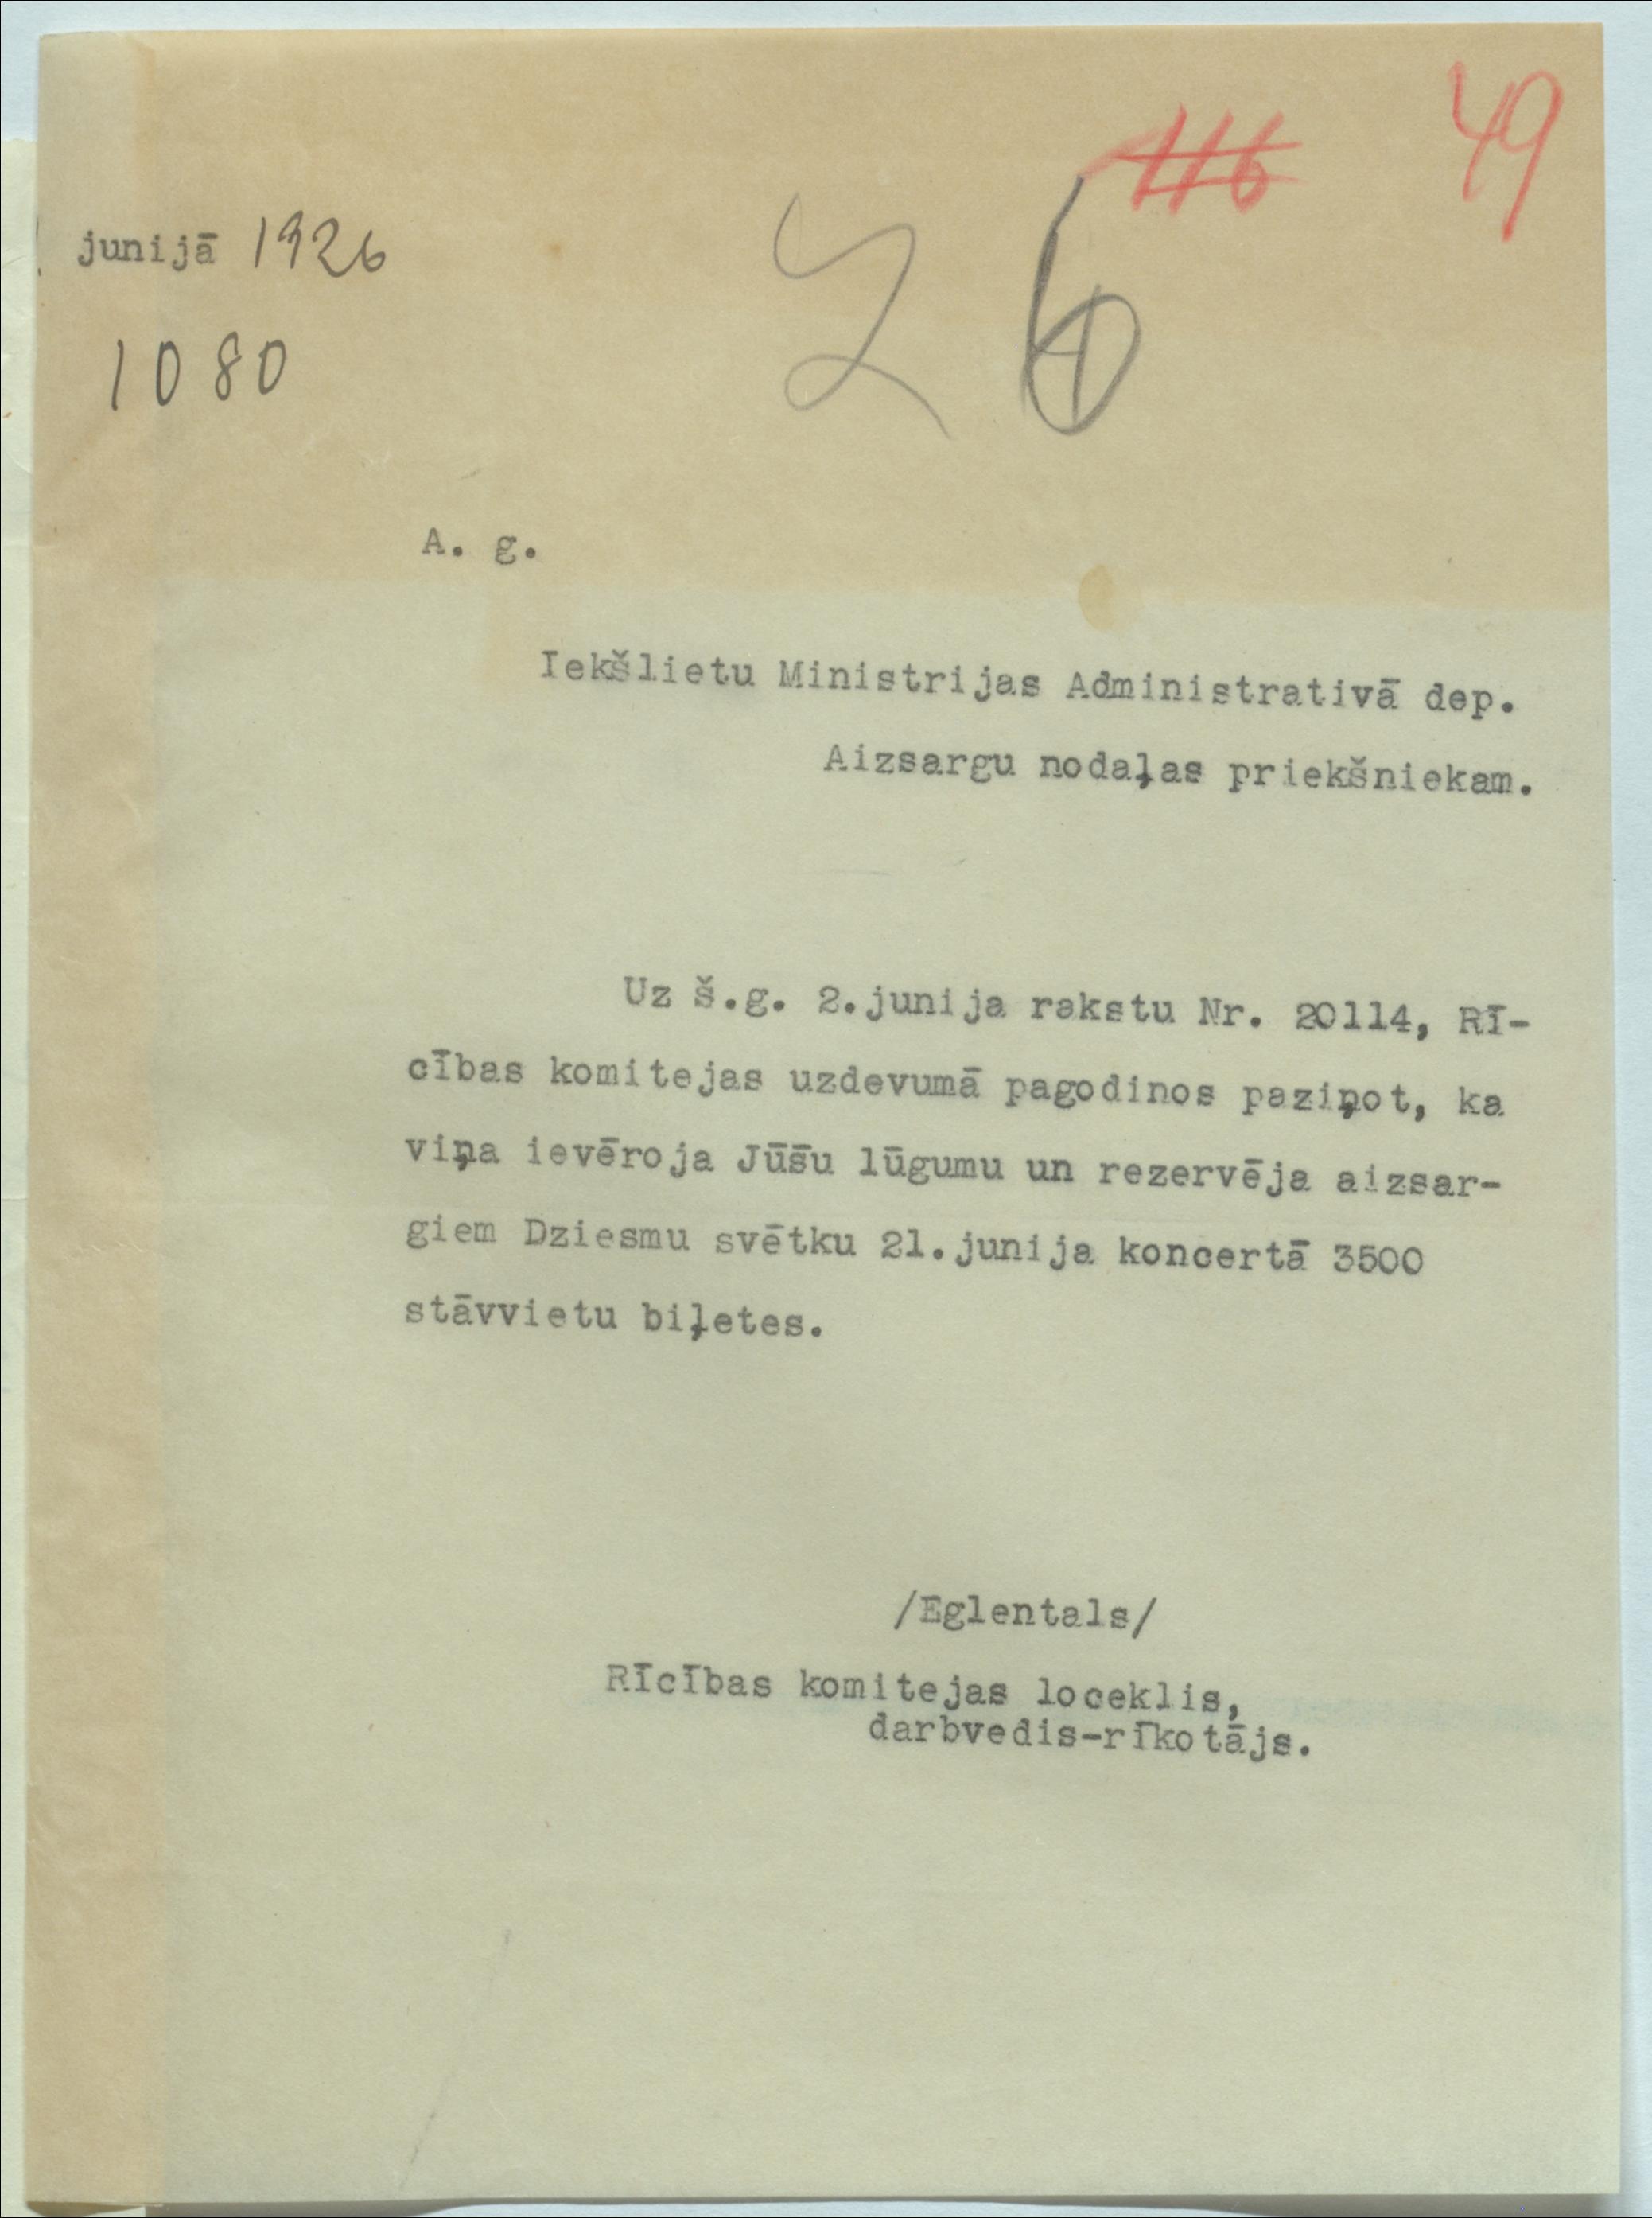 116 49
junijā 1926
26
1080
A. g.
Iekšlietu Ministrijas Administratīvā dep.
Aizsargu nodaļas priekšniekam.
Uz š.g. 2.junija rakstu Nr. 20114, Rī-
cības komitejas uzdevumā pagodinos paziņot, ka
viņa ievēroja Jūsu lūgumu un rezervēja aizsar-
giem Dziesmu svētku 21.junija koncertā 3500
stāvvietu biļetes.
/Eglentals/
Rīcības komitejas loceklis,
darbvedis-rīkotājs.